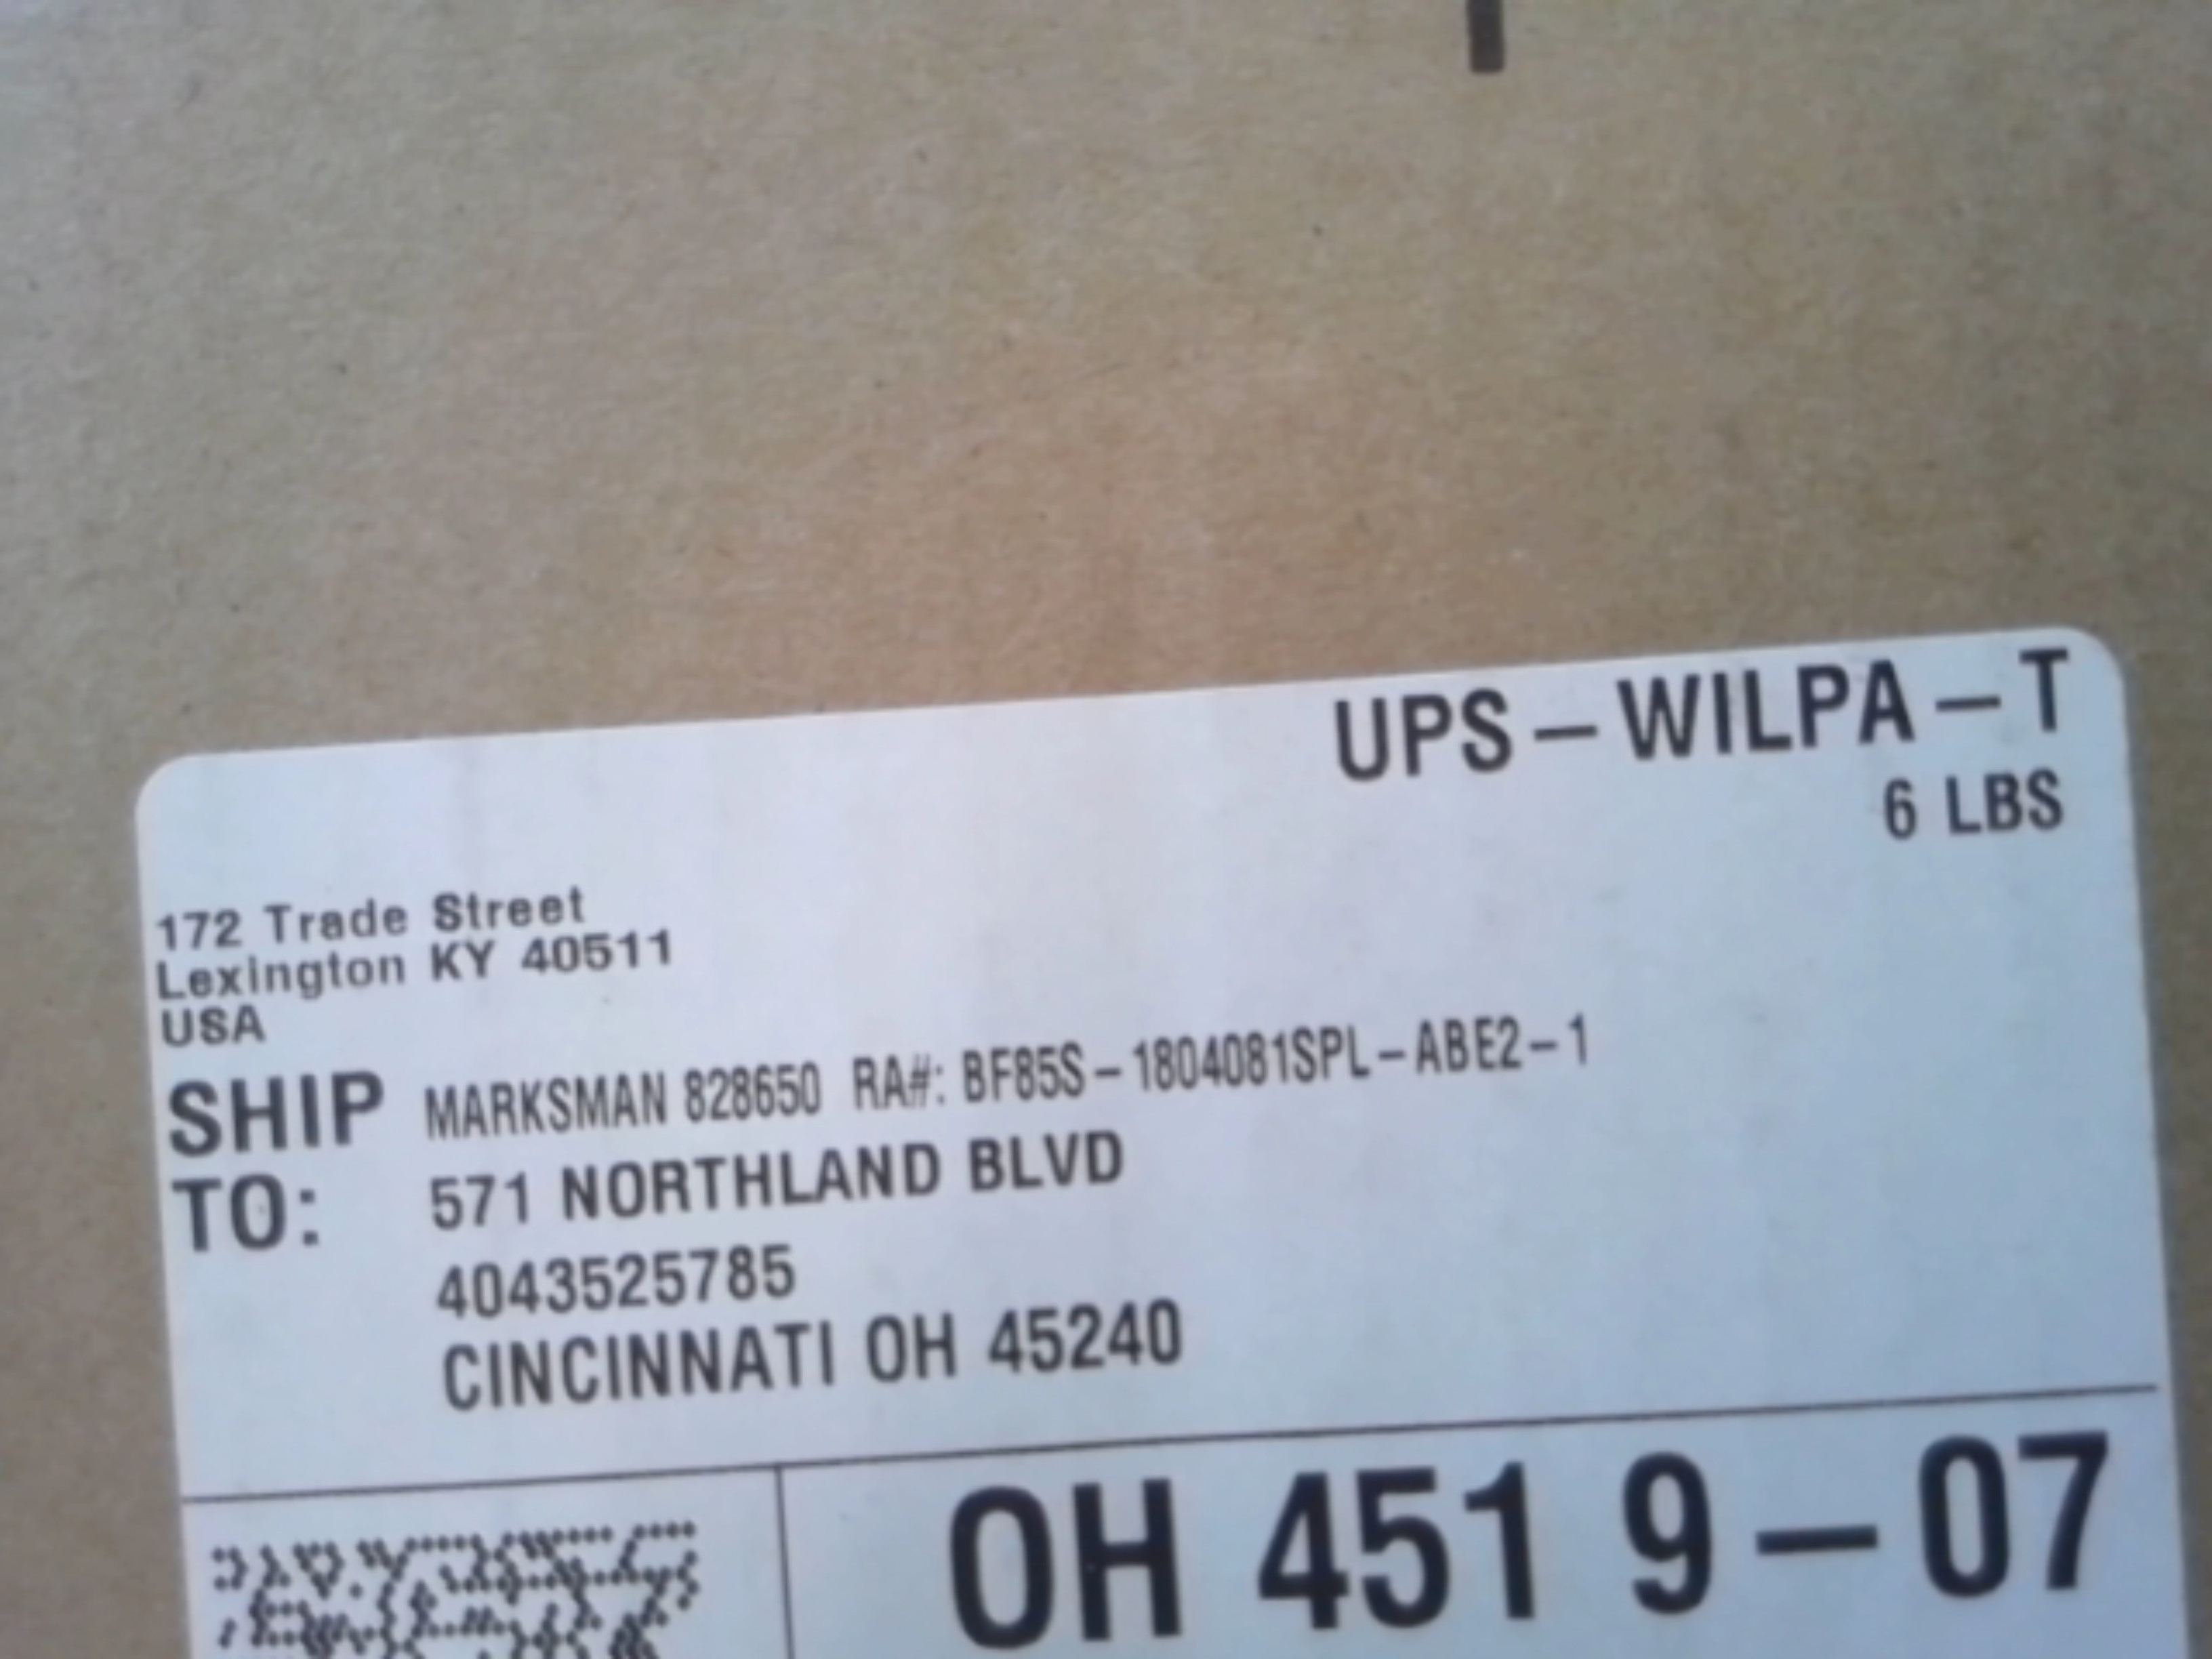 UPS-WILPA-T
6 LBS
172 Trade Street
Lexington KY 40511
USA
SHIP TO:
MARKSMAN 828650 RA#: BF85S-1804081SPL-ABE2-1
571 NORTHLAND BLVD
4043525785
CINCINNATI OH 45240
OH 451 9-07